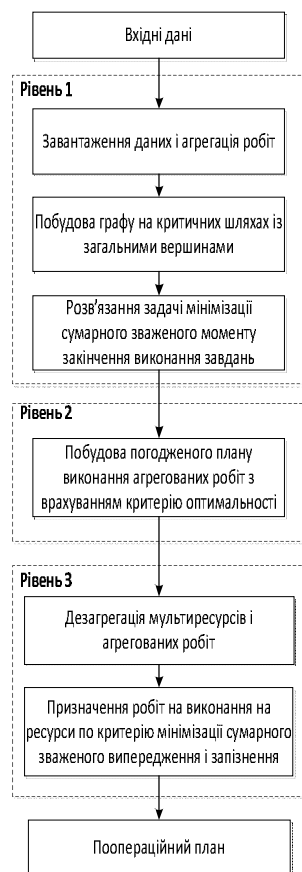 Вхідні дані
Рівень 1
Завантаження даних і агрегація робіт
Побудова графу на критичних шляхах із
загальними вершинами
Розв'язання задачі мінімізації
сумарного зваженого моменту
закінчення виконання завдань
Рівень 2
Побудова погодженого плану
виконання агрегованих робіт з
врахуванням критерію оптимальності
Рівень 3
Дезагрегація мультиресурсів і
агрегованих робіт
Призначення робіт на виконання на
ресурси по критерію мінімізації сумарного
зваженого випередження і запізнення
Поопераційний план